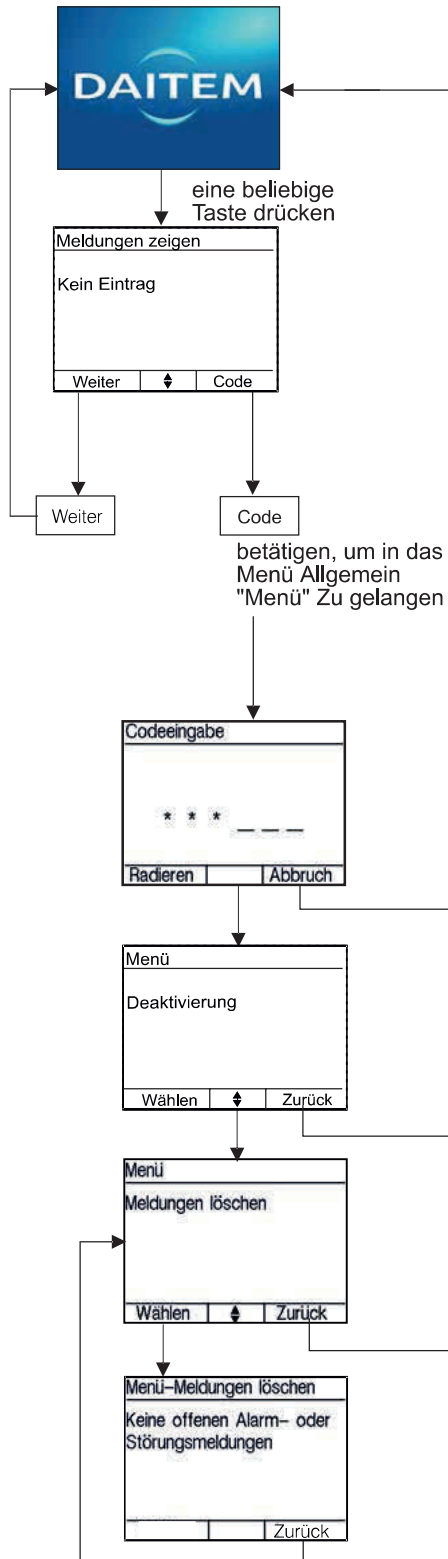 DAITEM
eine beliebige
Taste drücken
Meldungen zeigen
Kein Eintrag
Weiter Code
Weiter Code
betätigen, um in das
Menü Allgemein
"Menü" Zu gelangen
Codeeingabe
* * * _ _ _
Radieren Abbruch
Menü
Deaktivierung
Wählen Zurück
Menü
Meldungen löschen
Wählen Zurück
Menü-Meldungen löschen
Keine offenen Alarm- oder
Störungsmeldungen
Zurück